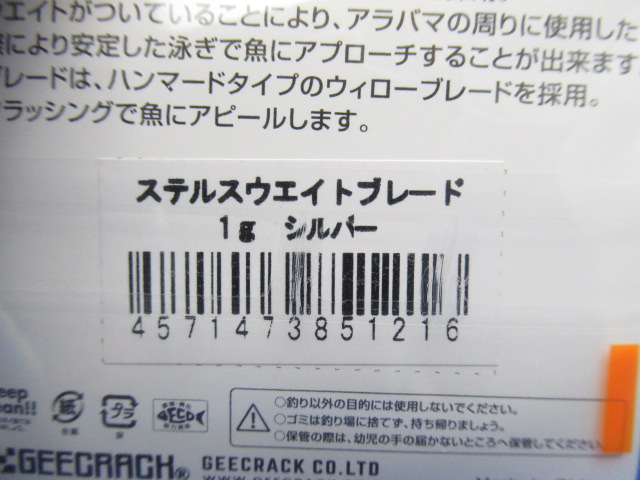 ウエイトがついていることにより、アラバマの周りに使用した
により安定した泳ぎで魚にアプローチすることが出来ます
ブレードは、ハンマードタイプのウィローブレードを採用。
ラッシングで魚にアピールします。
ステルスウエイトブレード
1g シルバー
4571473851216
○釣り以外の目的には使用しないでください。
○ゴミは釣り場に捨てず、持ち帰りましょう。
○保管の際は、幼児の手の届かないところへ保管してください。
紙
プラ
GEECRACK® GEECRACK CO.LTD